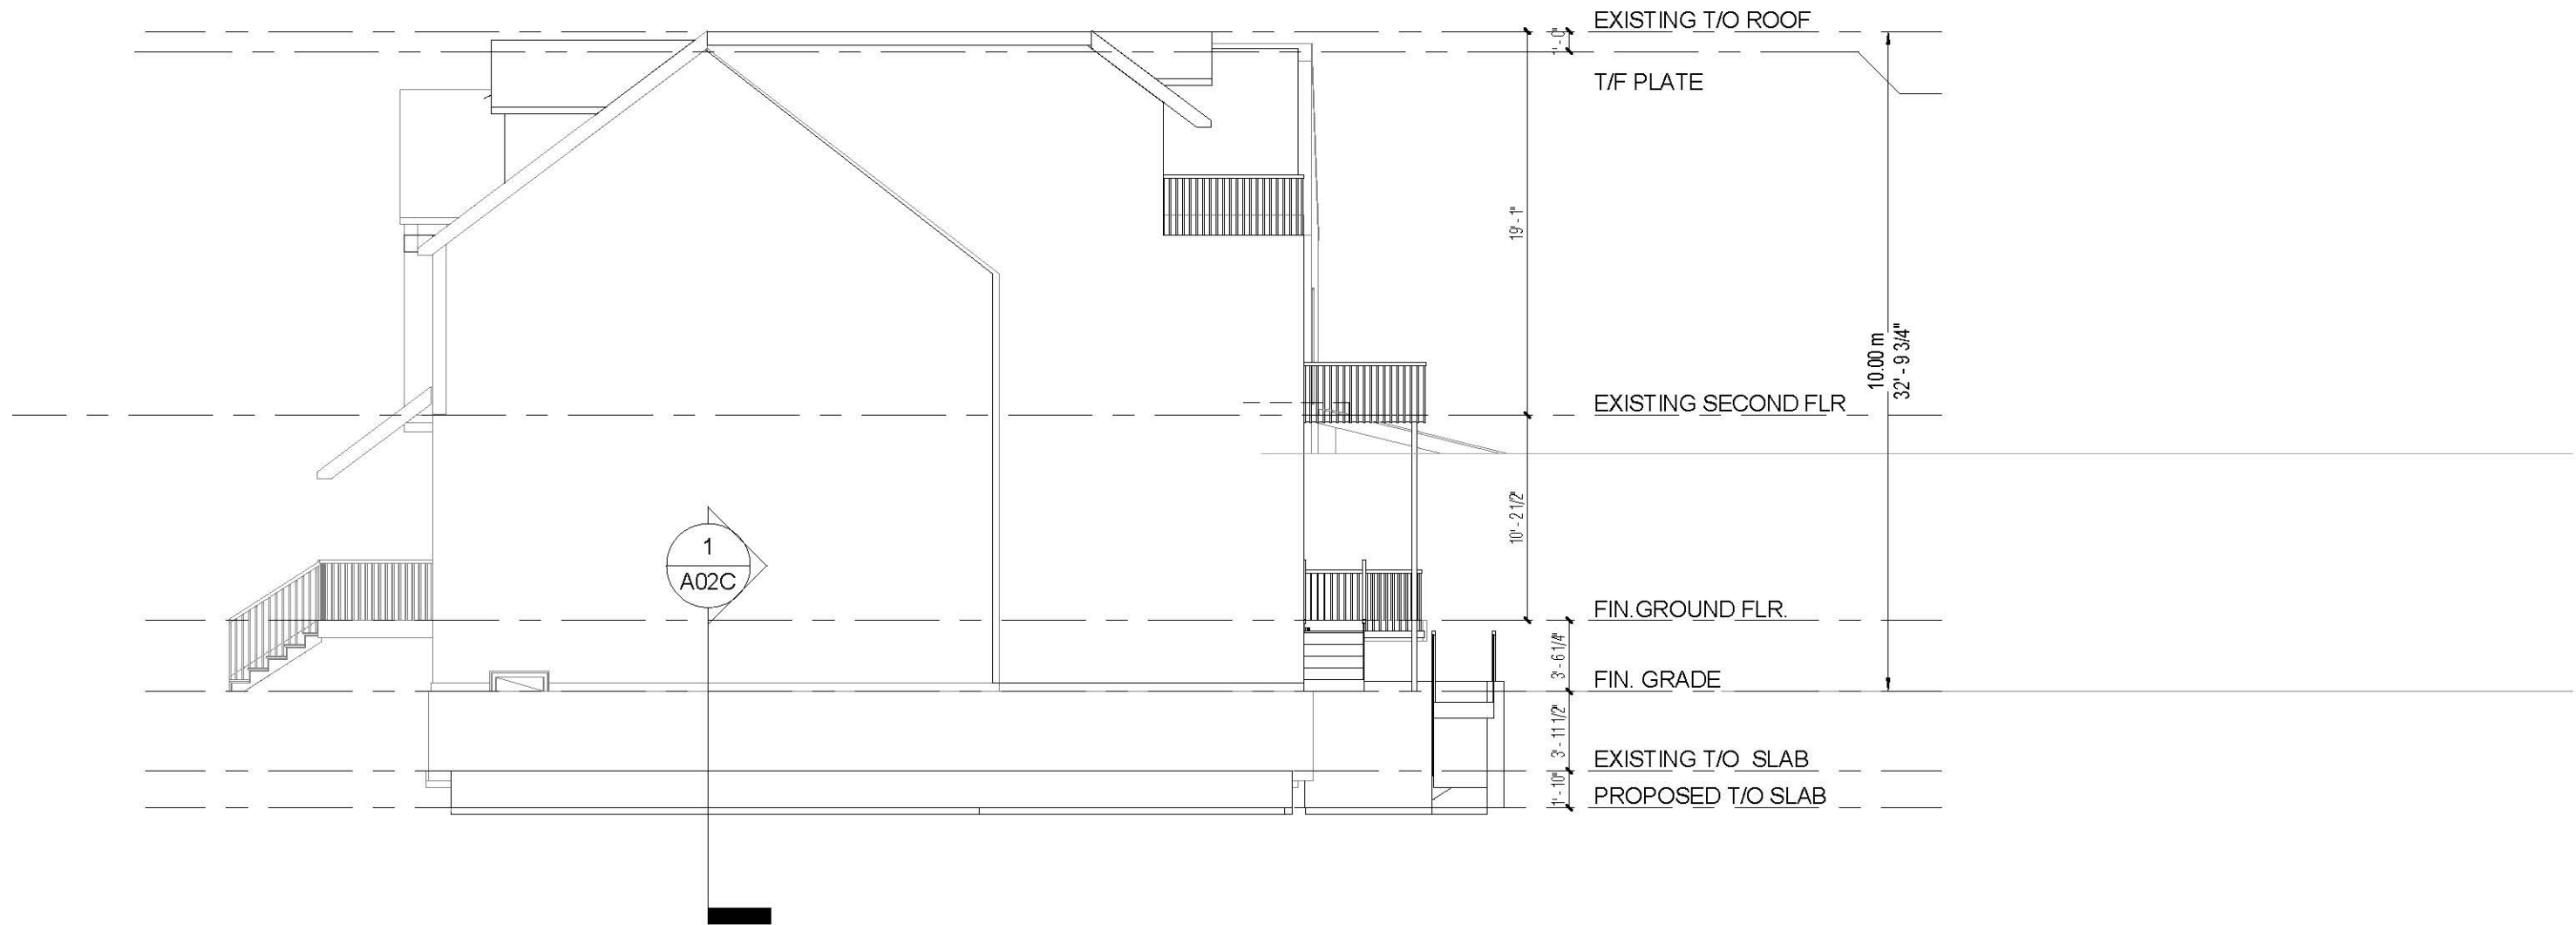 EXISTING T/O ROOF
1' - 0"
T/F PLATE
19' - 1"
10.00 m
32' - 9 3/4"
EXISTING SECOND FLR
10' - 2 1/2"
1
A02C
FIN.GROUND FLR.
3' - 6 1/4"
FIN. GRADE
3' - 11 1/2"
EXISTING T/O SLAB
1' - 10"
PROPOSED T/O SLAB